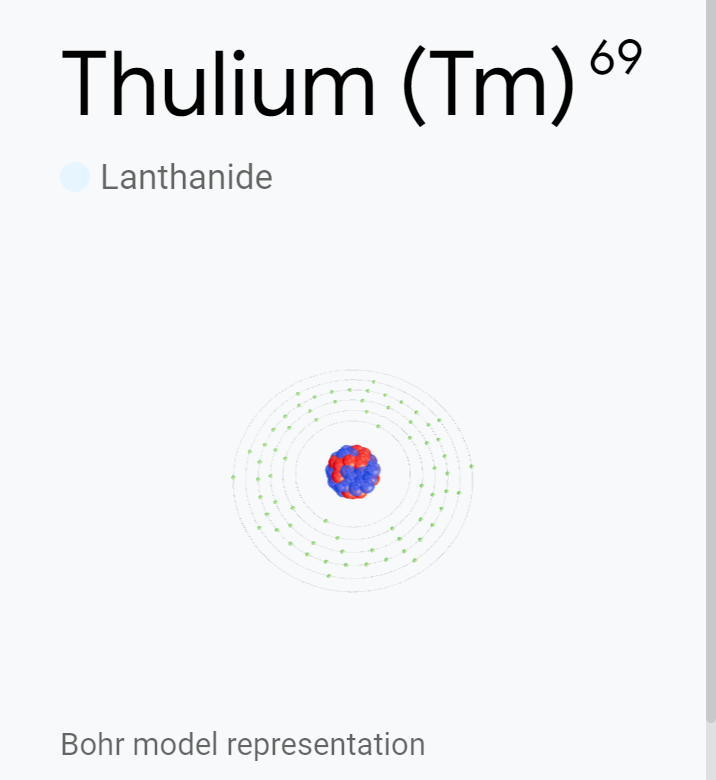 Thulium (Tm)⁶⁹
Lanthanide
Bohr model representation